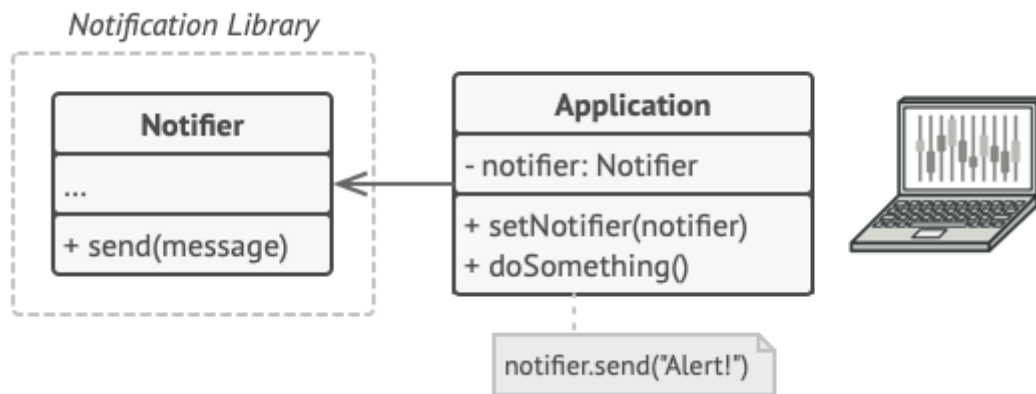 Notification Library
Notifier
...
+ send(message)
Application
- notifier: Notifier
+ setNotifier(notifier)
+ doSomething()
notifier.send("Alert!")